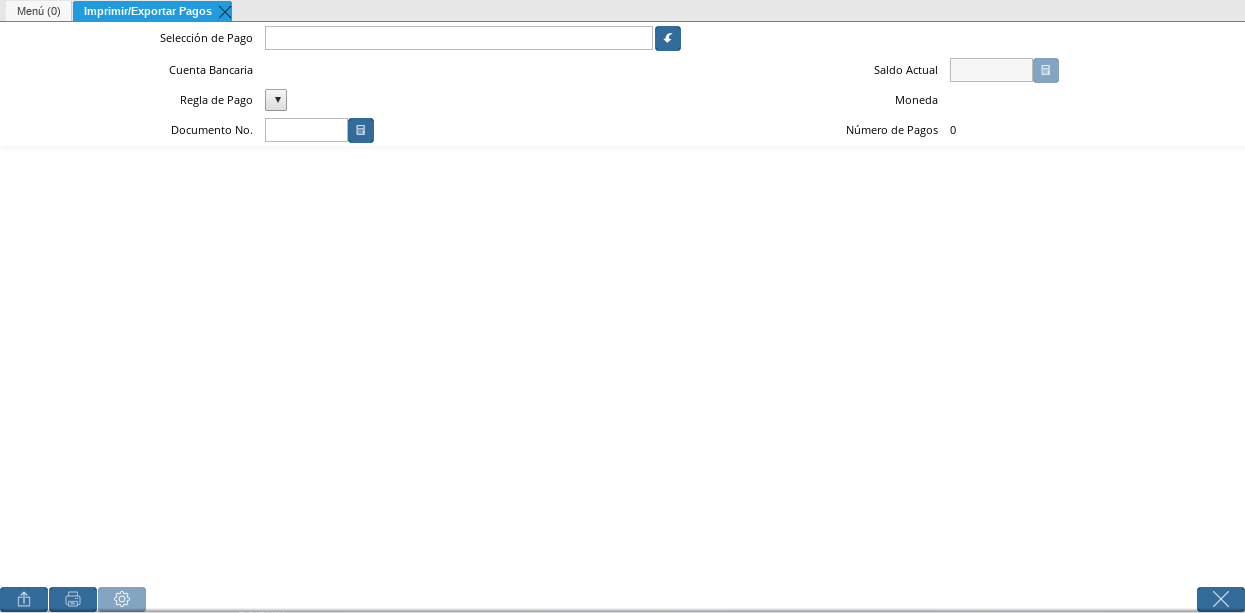 Menú (0) Imprimir/Exportar Pagos
Selección de Pago
Cuenta Bancaria Saldo Actual
Regla de Pago Moneda
Documento No. Número de Pagos 0